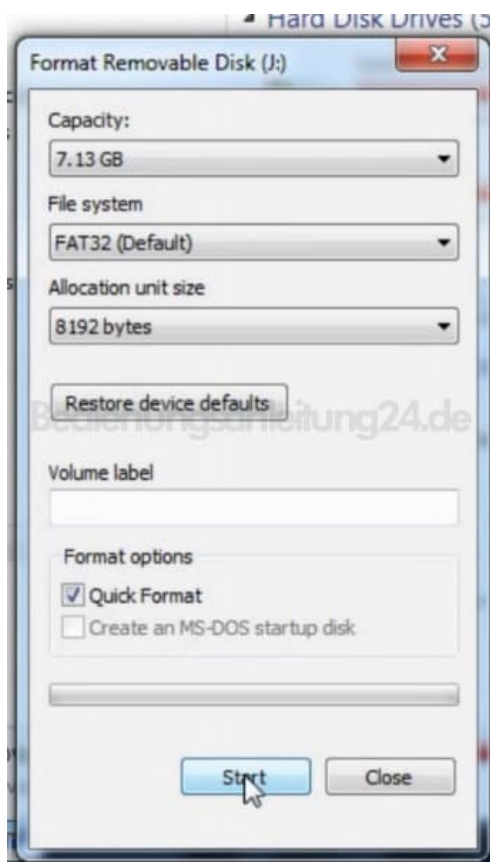 Hard Disk Drives (5
Format Removable Disk (J:)
Capacity:
7.13 GB
File system
FAT32 (Default)
Allocation unit size
8192 bytes
Restore device defaults
Bedienungsanleitung24.de
Volume label
Format options
Quick Format
Create an MS-DOS startup disk
Start
Close